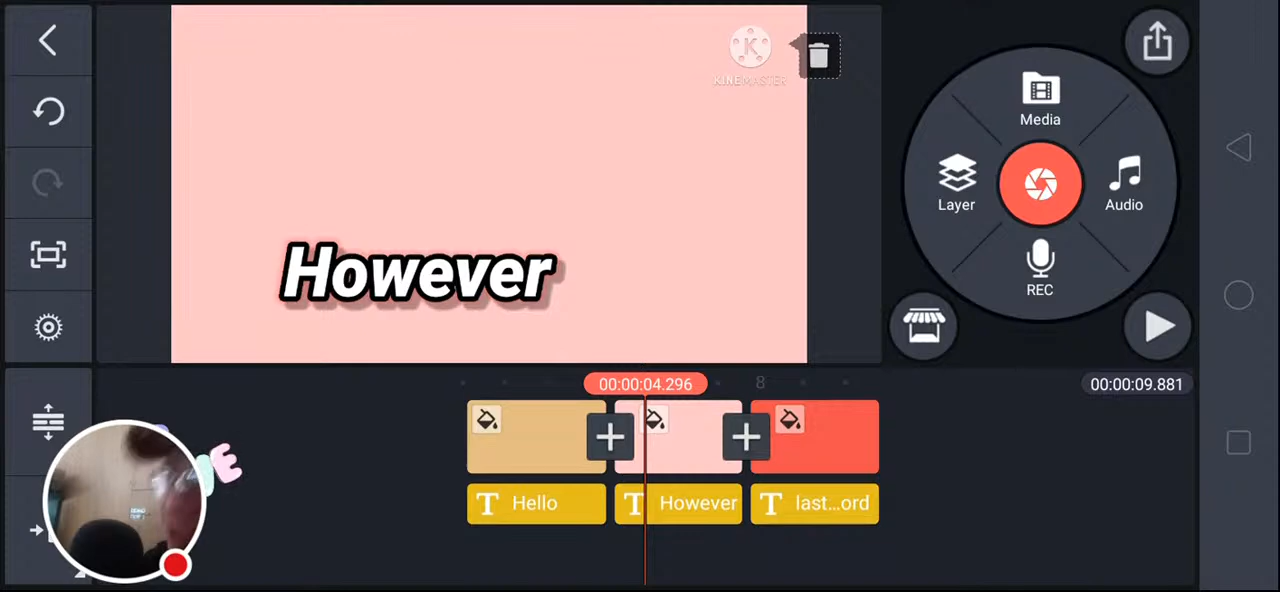 KINEMASTER
Media
Layer
Audio
REC
However
00:00:04.296
8
00:00:09.881
T Hello
T However
T last...ord
E